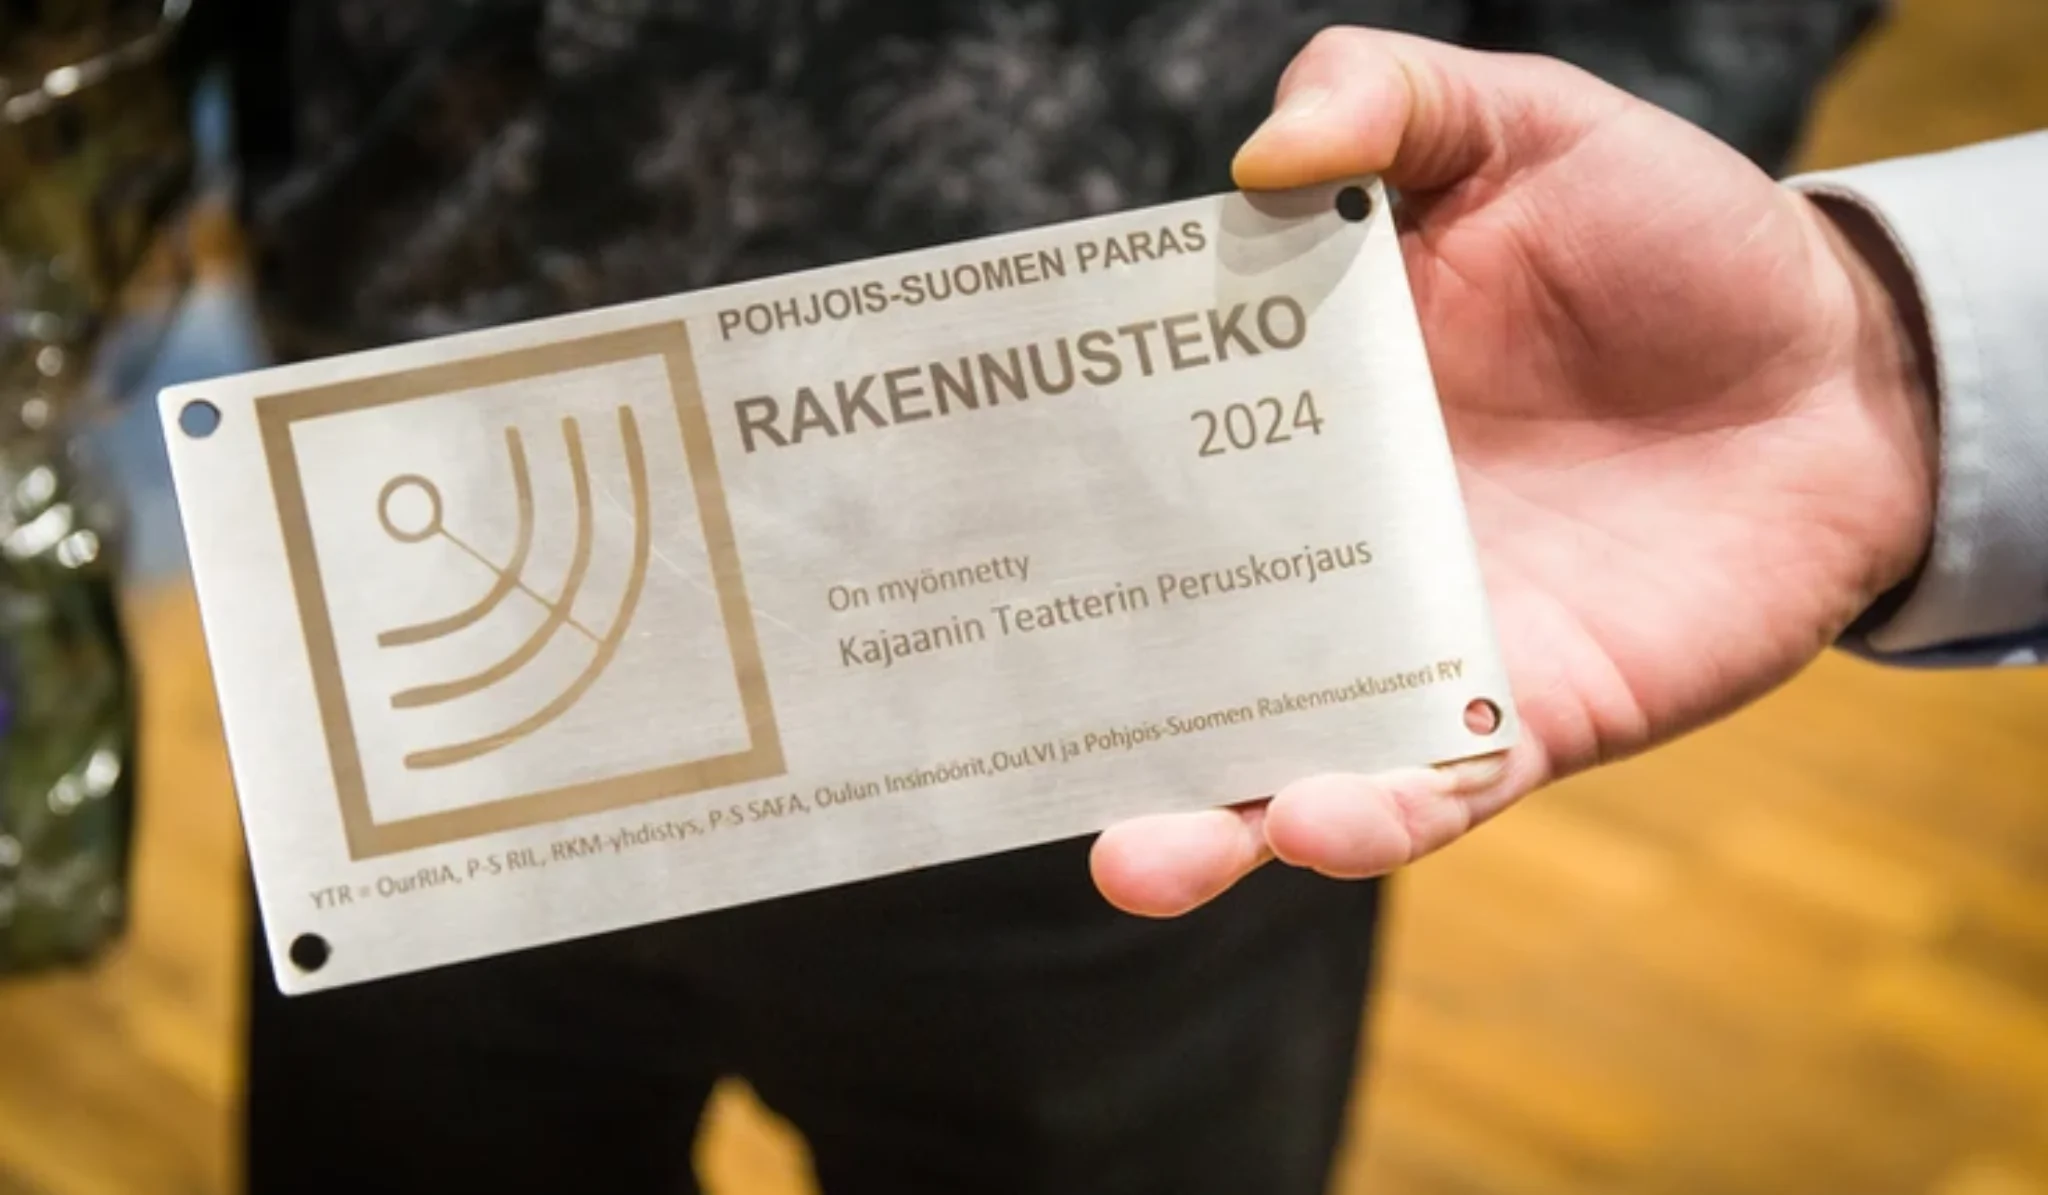 POHJOIS-SUOMEN PARAS
RAKENNUSTEKO
2024
On myönnetty
Kajaanin Teatterin Peruskorjaus
YTR = OurRIA, P-S RIL, RKM-yhdistys, P-S SAFA, Oulun Insinöörit,OuLVI ja Pohjois-Suomen Rakennusklusteri RY